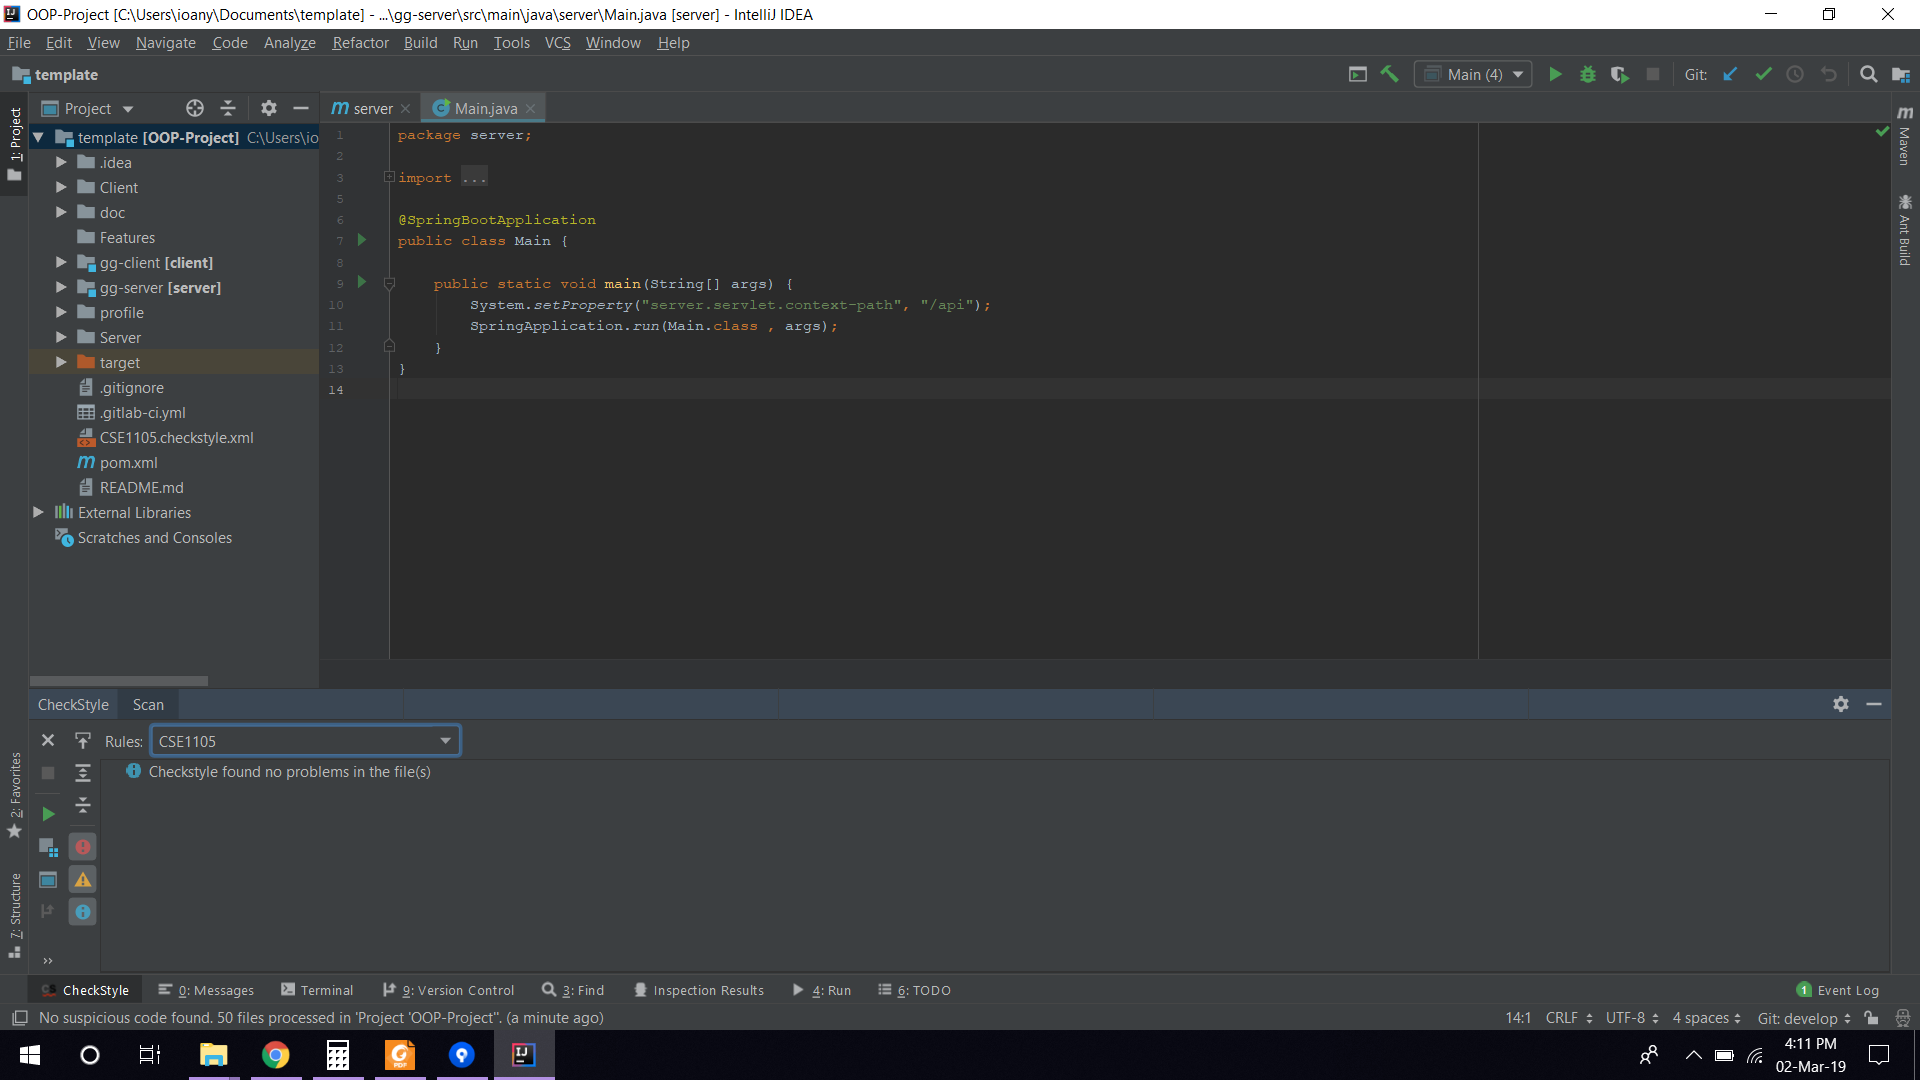 OOP-Project [C:\Users\ioany\Documents\template] - ...\gg-server\src\main\java\server\Main.java [server] - IntelliJ IDEA
File Edit View Navigate Code Analyze Refactor Build Run Tools VCS Window Help
template
Main (4)
Git:
1: Project
Project
template [OOP-Project] C:\Users\io
.idea
Client
doc
Features
gg-client [client]
gg-server [server]
profile
Server
target
.gitignore
.gitlab-ci.yml
CSE1105.checkstyle.xml
pom.xml
README.md
External Libraries
Scratches and Consoles
server
Main.java
1 package server;
2
3 import ...
5
6 @SpringBootApplication
7 public class Main {
8
9 public static void main(String[] args) {
10 System.setProperty("server.servlet.context-path", "/api");
11 SpringApplication.run(Main.class , args);
12 }
13 }
14
Maven
Ant Build
CheckStyle
Scan
Rules: CSE1105
Checkstyle found no problems in the file(s)
2: Favorites
7: Structure
CheckStyle
0: Messages
Terminal
9: Version Control
3: Find
Inspection Results
4: Run
6: TODO
1 Event Log
No suspicious code found. 50 files processed in 'Project 'OOP-Project''. (a minute ago)
14:1 CRLF UTF-8 4 spaces Git: develop
4:11 PM
02-Mar-19